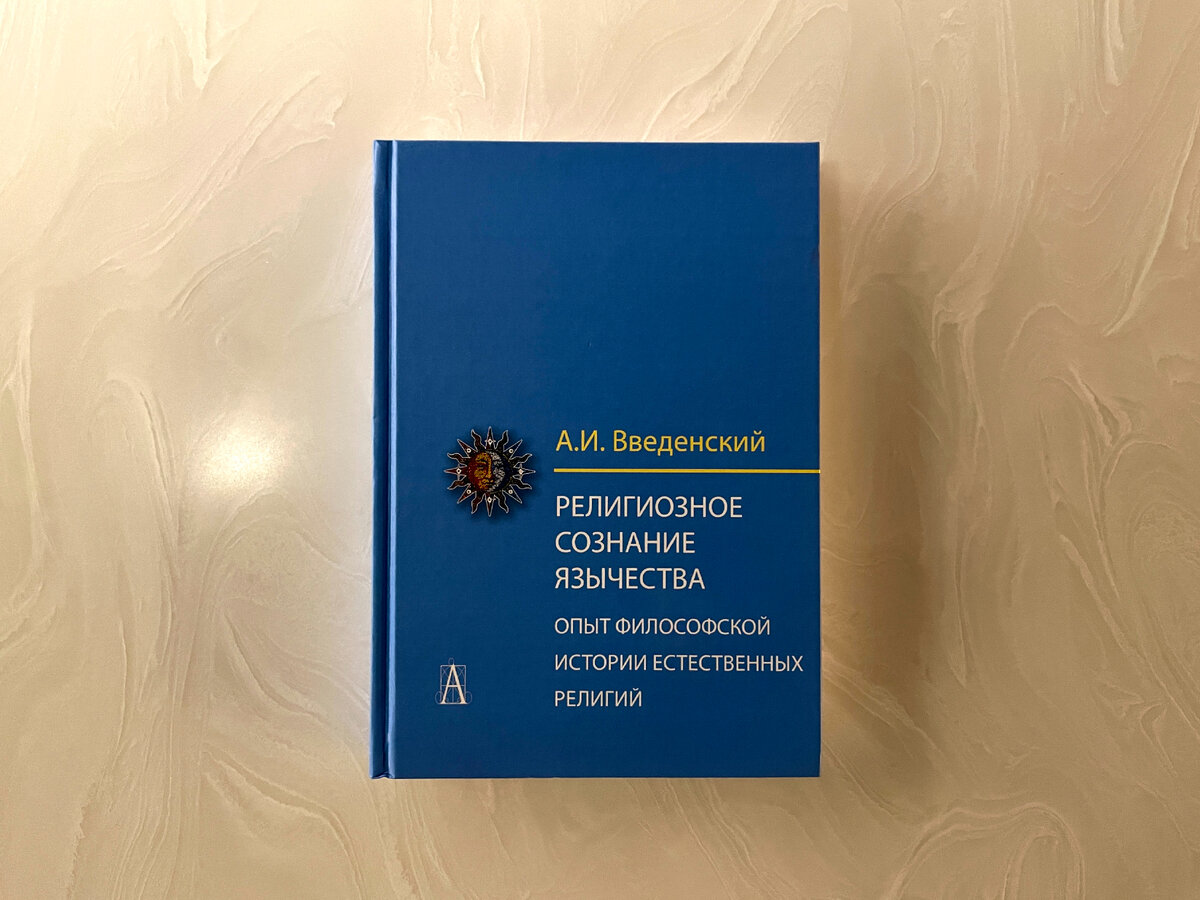 А.И. Введенский
РЕЛИГИОЗНОЕ
СОЗНАНИЕ
ЯЗЫЧЕСТВА
ОПЫТ ФИЛОСОФСКОЙ
ИСТОРИИ ЕСТЕСТВЕННЫХ
РЕЛИГИЙ
А